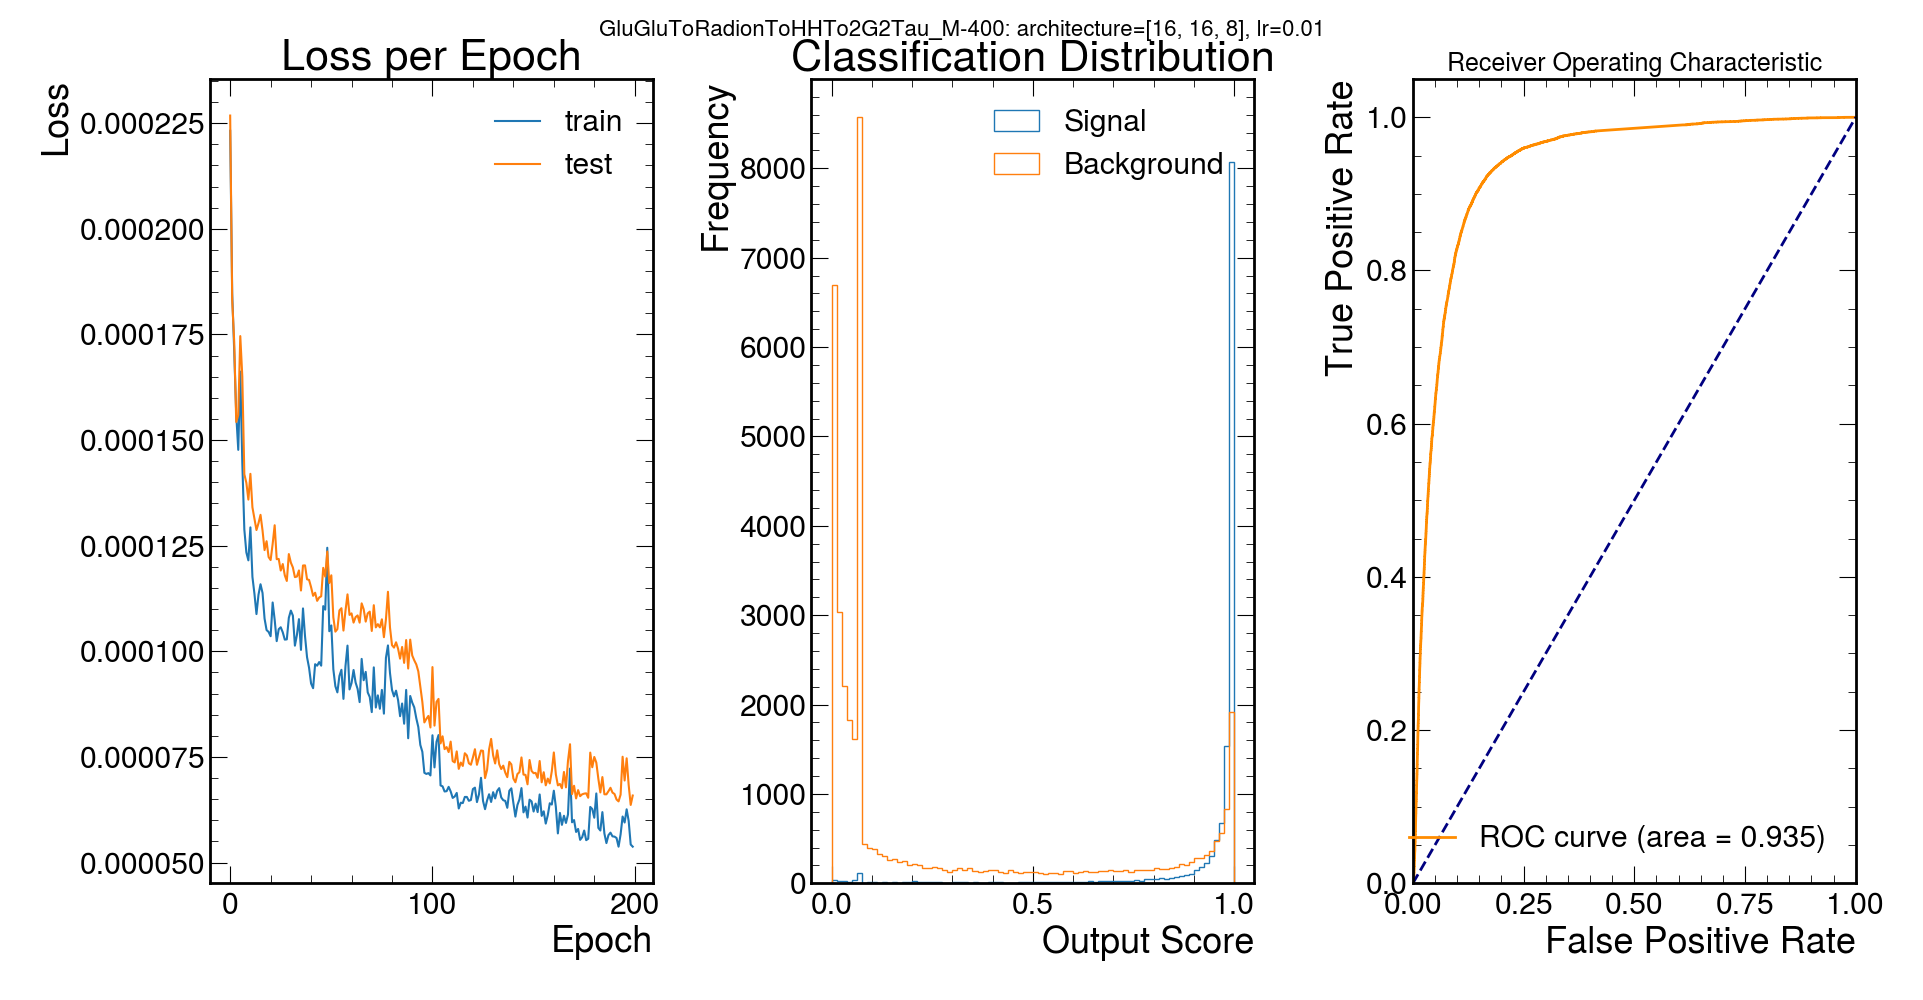 GluGluToRadionToHHTo2G2Tau_M-400: architecture=[16, 16, 8], lr=0.01
Loss per Epoch
Loss
0.000225
0.000200
0.000175
0.000150
0.000125
0.000100
0.000075
0.000050
train
test
0 100 200
Epoch
Classification Distribution
Frequency
8000
7000
6000
5000
4000
3000
2000
1000
0
Signal
Background
0.0 0.5 1.0
Output Score
Receiver Operating Characteristic
True Positive Rate
1.0
0.8
0.6
0.4
0.2
0.0
ROC curve (area = 0.935)
0.00 0.25 0.50 0.75 1.00
False Positive Rate